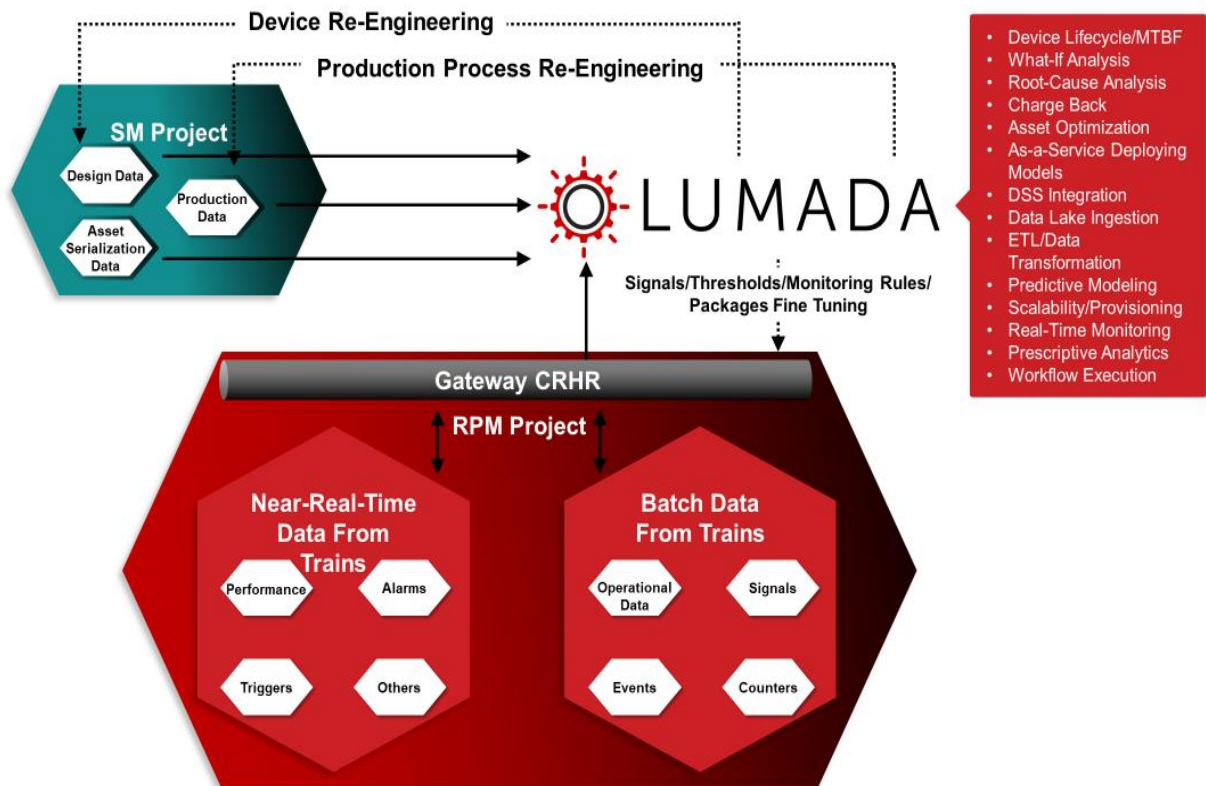 Device Re-Engineering
Production Process Re-Engineering
SM Project
Design Data
Production
Data
Asset
Serialization
Data
LUMADA
• Device Lifecycle/MTBF
• What-If Analysis
• Root-Cause Analysis
• Charge Back
• Asset Optimization
• As-a-Service Deploying
Models
• DSS Integration
• Data Lake Ingestion
• ETL/Data
Transformation
• Predictive Modeling
• Scalability/Provisioning
• Real-Time Monitoring
• Prescriptive Analytics
• Workflow Execution
Signals/Thresholds/Monitoring Rules/
Packages Fine Tuning
Gateway CRHR
RPM Project
Near-Real-Time
Data From
Trains
Performance
Alarms
Triggers
Others
Batch Data
From Trains
Operational
Data
Signals
Events
Counters